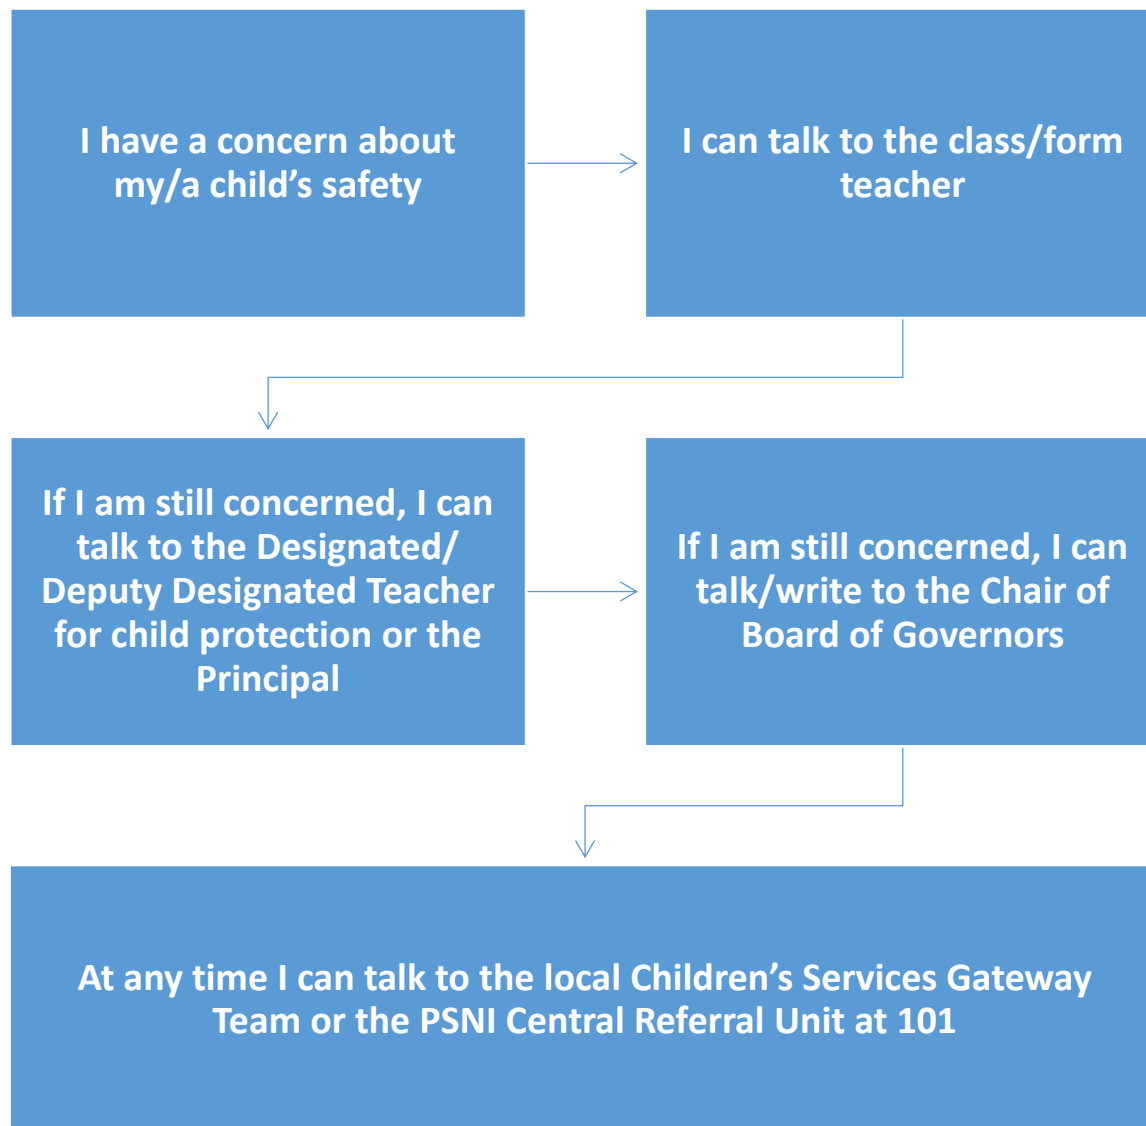 I have a concern about
my/a child’s safety
I can talk to the class/form
teacher
If I am still concerned, I can
talk to the Designated/
Deputy Designated Teacher
for child protection or the
Principal
If I am still concerned, I can
talk/write to the Chair of
Board of Governors
At any time I can talk to the local Children’s Services Gateway
Team or the PSNI Central Referral Unit at 101